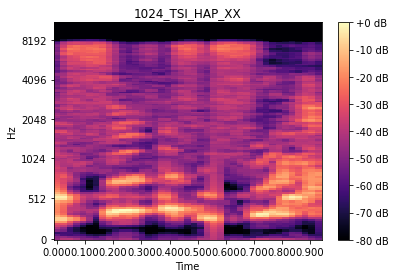 1024_TSI_HAP_XX
Hz
8192
4096
2048
1024
512
0
0.0000.1000.2000.3000.4000.5000.6000.7000.8000.900
Time
+0 dB
-10 dB
-20 dB
-30 dB
-40 dB
-50 dB
-60 dB
-70 dB
-80 dB